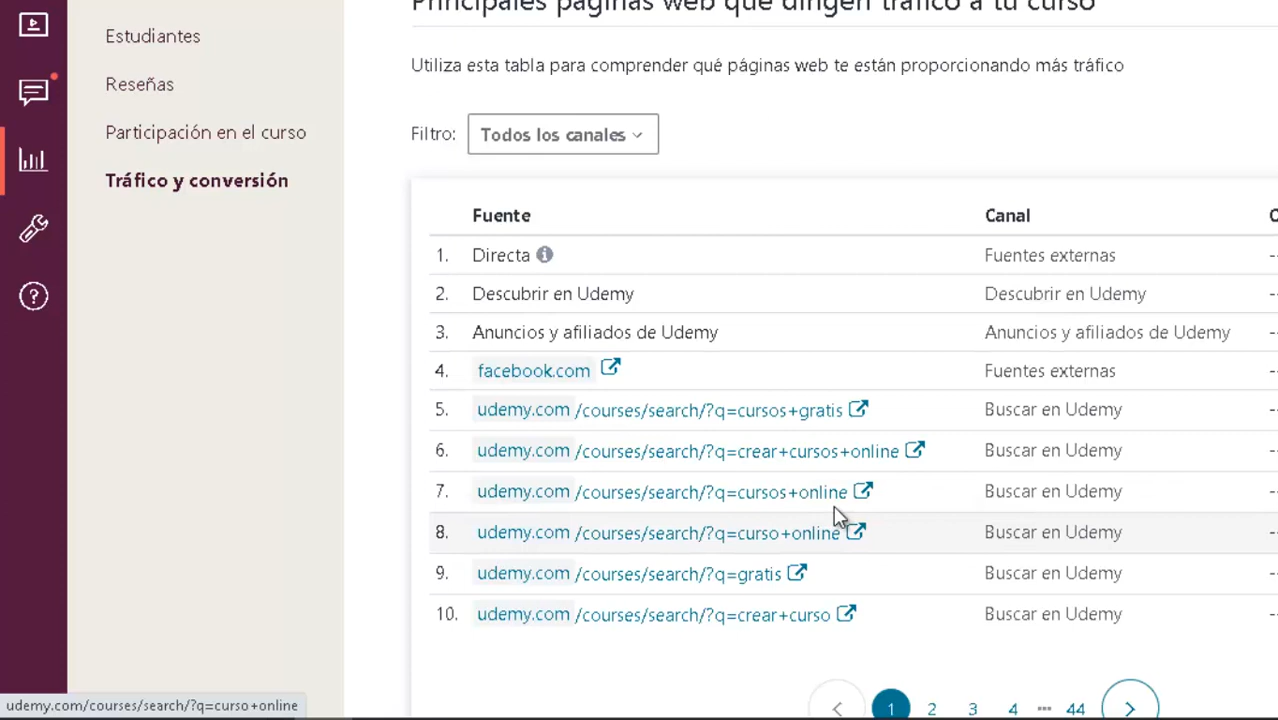 Principales páginas web que dirigen tráfico a tu curso
Estudiantes
Utiliza esta tabla para comprender qué páginas web te están proporcionando más tráfico
Reseñas
Participación en el curso
Filtro: Todos los canales
Tráfico y conversión
Fuente Canal
1. Directa Fuentes externas --
2. Descubrir en Udemy Descubrir en Udemy --
3. Anuncios y afiliados de Udemy Anuncios y afiliados de Udemy --
4. facebook.com Fuentes externas --
5. udemy.com /courses/search/?q=cursos+gratis Buscar en Udemy --
6. udemy.com /courses/search/?q=crear+cursos+online Buscar en Udemy --
7. udemy.com /courses/search/?q=cursos+online Buscar en Udemy --
8. udemy.com /courses/search/?q=curso+online Buscar en Udemy --
9. udemy.com /courses/search/?q=gratis Buscar en Udemy --
10. udemy.com /courses/search/?q=crear+curso Buscar en Udemy --
1 2 3 4 ••• 44
udemy.com/courses/search/?q=curso+online